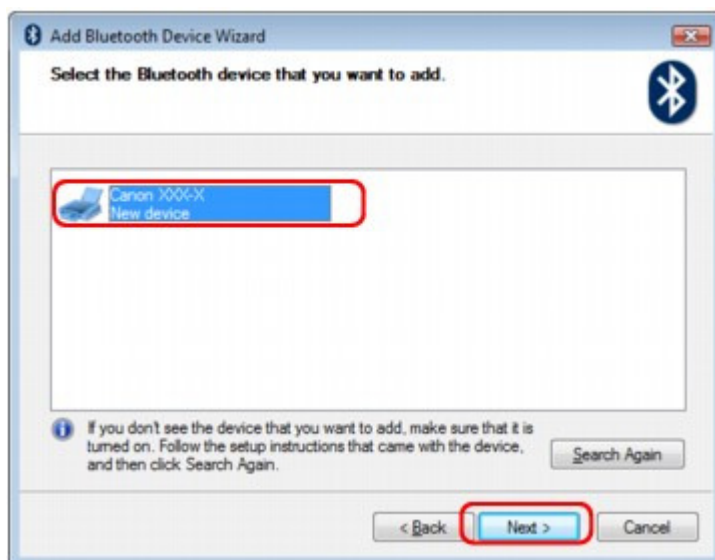 Add Bluetooth Device Wizard
Select the Bluetooth device that you want to add.
Canon XXX-X
New device
If you don't see the device that you want to add, make sure that it is
turned on. Follow the setup instructions that came with the device,
and then click Search Again.
Search Again
< Back
Next >
Cancel